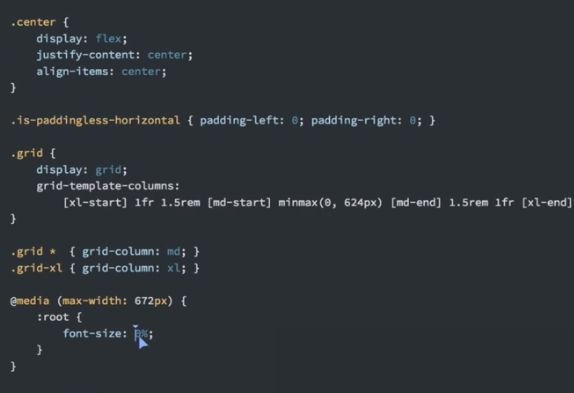 .center {
display: flex;
justify-content: center;
align-items: center;
}
.is-paddingless-horizontal { padding-left: 0; padding-right: 0; }
.grid {
display: grid;
grid-template-columns:
[xl-start] 1fr 1.5rem [md-start] minmax(0, 624px) [md-end] 1.5rem 1fr [xl-end]
}
.grid * { grid-column: md; }
.grid-xl { grid-column: xl; }
@media (max-width: 672px) {
:root {
font-size:
}
}